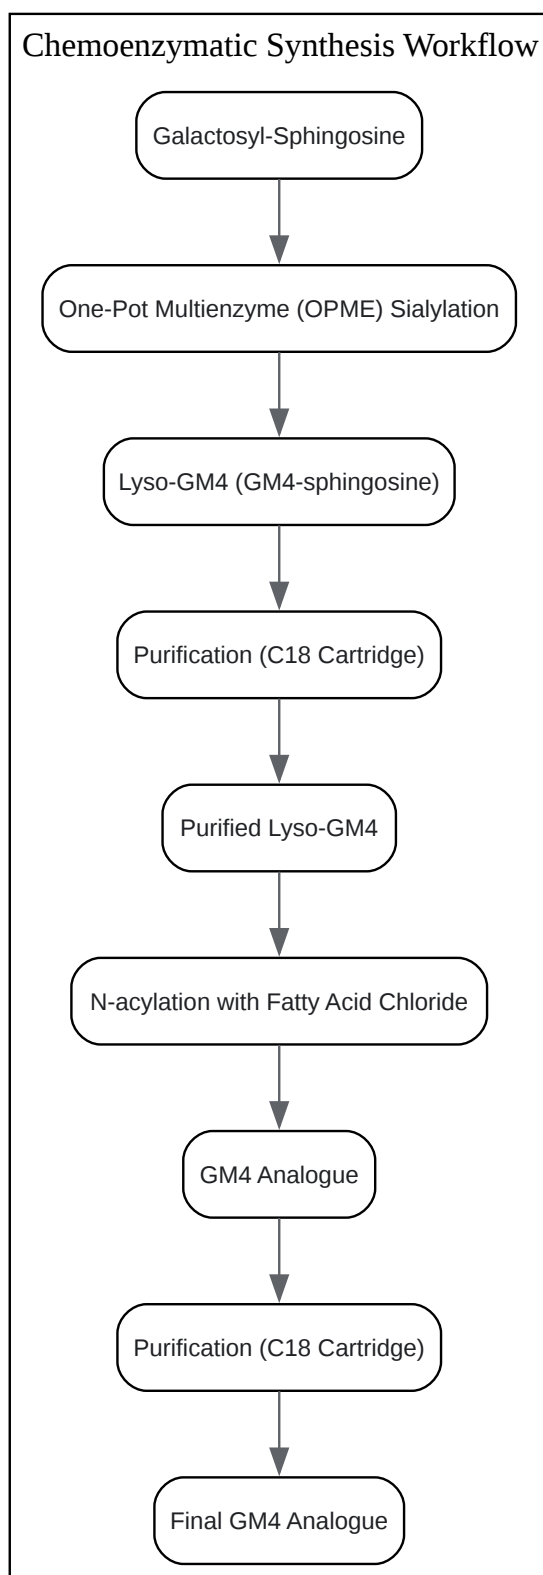 Chemoenzymatic Synthesis Workflow
Galactosyl-Sphingosine
One-Pot Multienzyme (OPME) Sialylation
Lyso-GM4 (GM4-sphingosine)
Purification (C18 Cartridge)
Purified Lyso-GM4
N-acylation with Fatty Acid Chloride
GM4 Analogue
Purification (C18 Cartridge)
Final GM4 Analogue